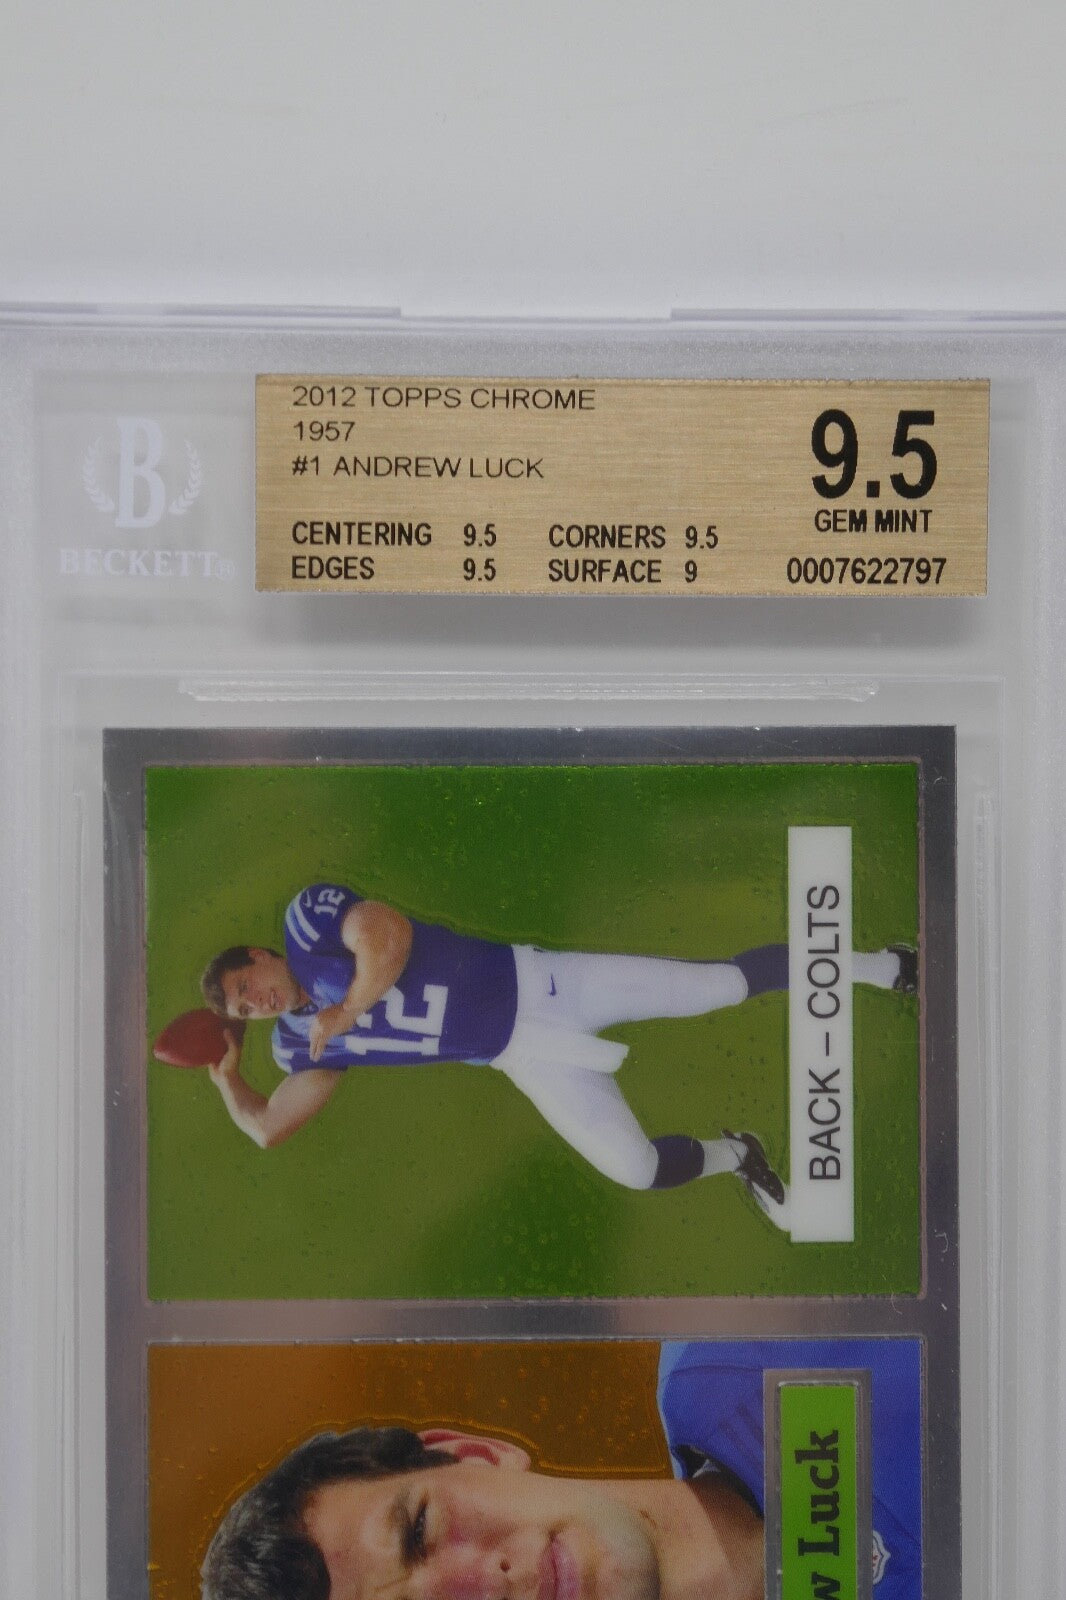 2012 TOPPS CHROME
1957
#1 ANDREW LUCK
9.5
GEM MINT
CENTERING 9.5 CORNERS 9.5
EDGES 9.5 SURFACE 9
0007622797
B
BECKETT®
12
12
BACK – COLTS
w Luck